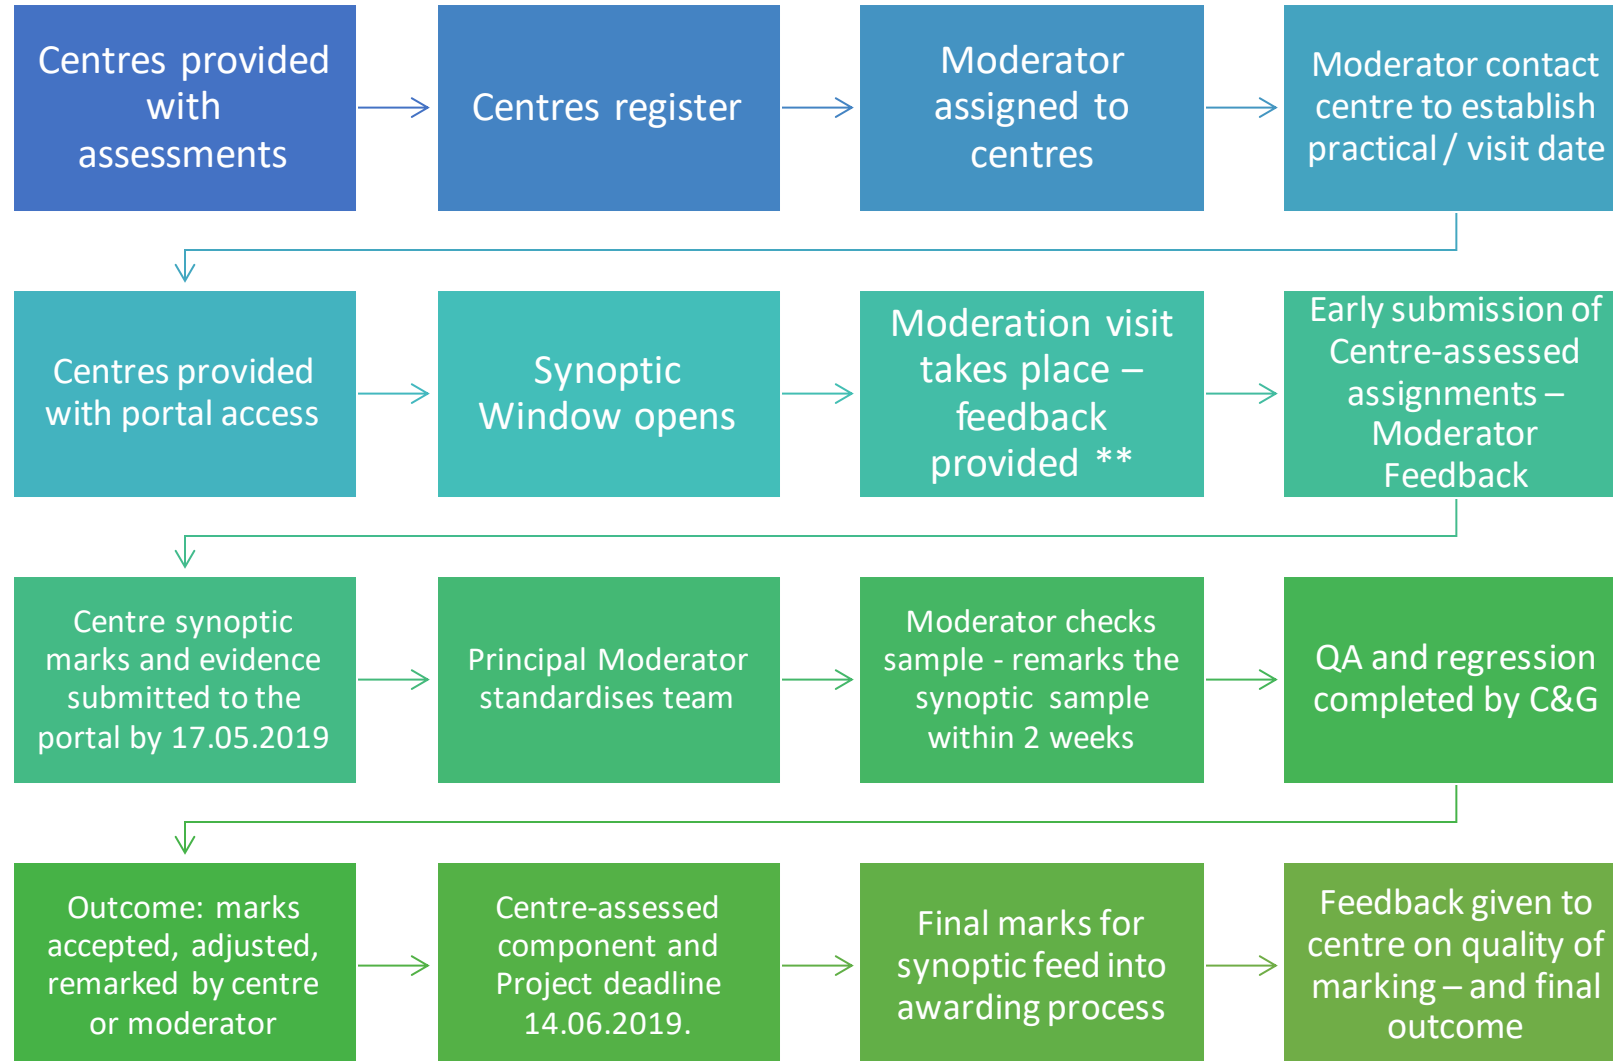 Centres provided
with
assessments
Centres register
Moderator
assigned to
centres
Moderator contact
centre to establish
practical / visit date
Centres provided
with portal access
Synoptic
Window opens
Moderation visit
takes place –
feedback
provided **
Early submission of
Centre-assessed
assignments –
Moderator
Feedback
Centre synoptic
marks and evidence
submitted to the
portal by 17.05.2019
Principal Moderator
standardises team
Moderator checks
sample - remarks the
synoptic sample
within 2 weeks
QA and regression
completed by C&G
Outcome: marks
accepted, adjusted,
remarked by centre
or moderator
Centre-assessed
component and
Project deadline
14.06.2019.
Final marks for
synoptic feed into
awarding process
Feedback given to
centre on quality of
marking – and final
outcome